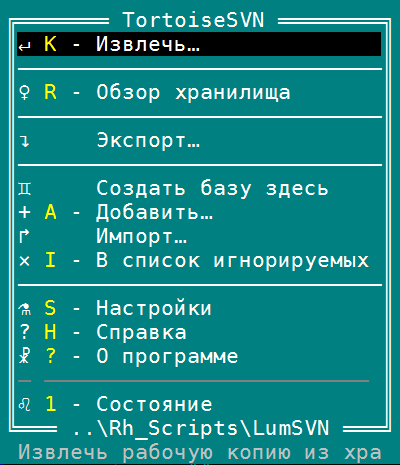 TortoiseSVN
↵ K - Извлечь…
♀ R - Обзор хранилища
↴ Экспорт…
♊ Создать базу здесь
+ A - Добавить…
↱ Импорт…
× I - В список игнорируемых
⚗ S - Настройки
? H - Справка
☧ ? - О программе
♌ 1 - Состояние
..\Rh_Scripts\LumSVN
Извлечь рабочую копию из хра